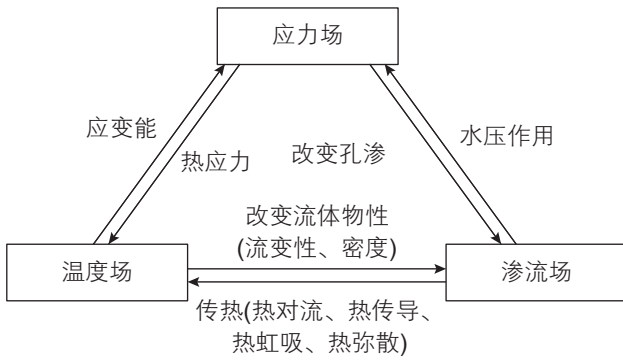 应力场
应变能
热应力
改变孔渗
水压作用
改变流体物性
(流变性、密度)
温度场
渗流场
传热(热对流、热传导、
热虹吸、热弥散)